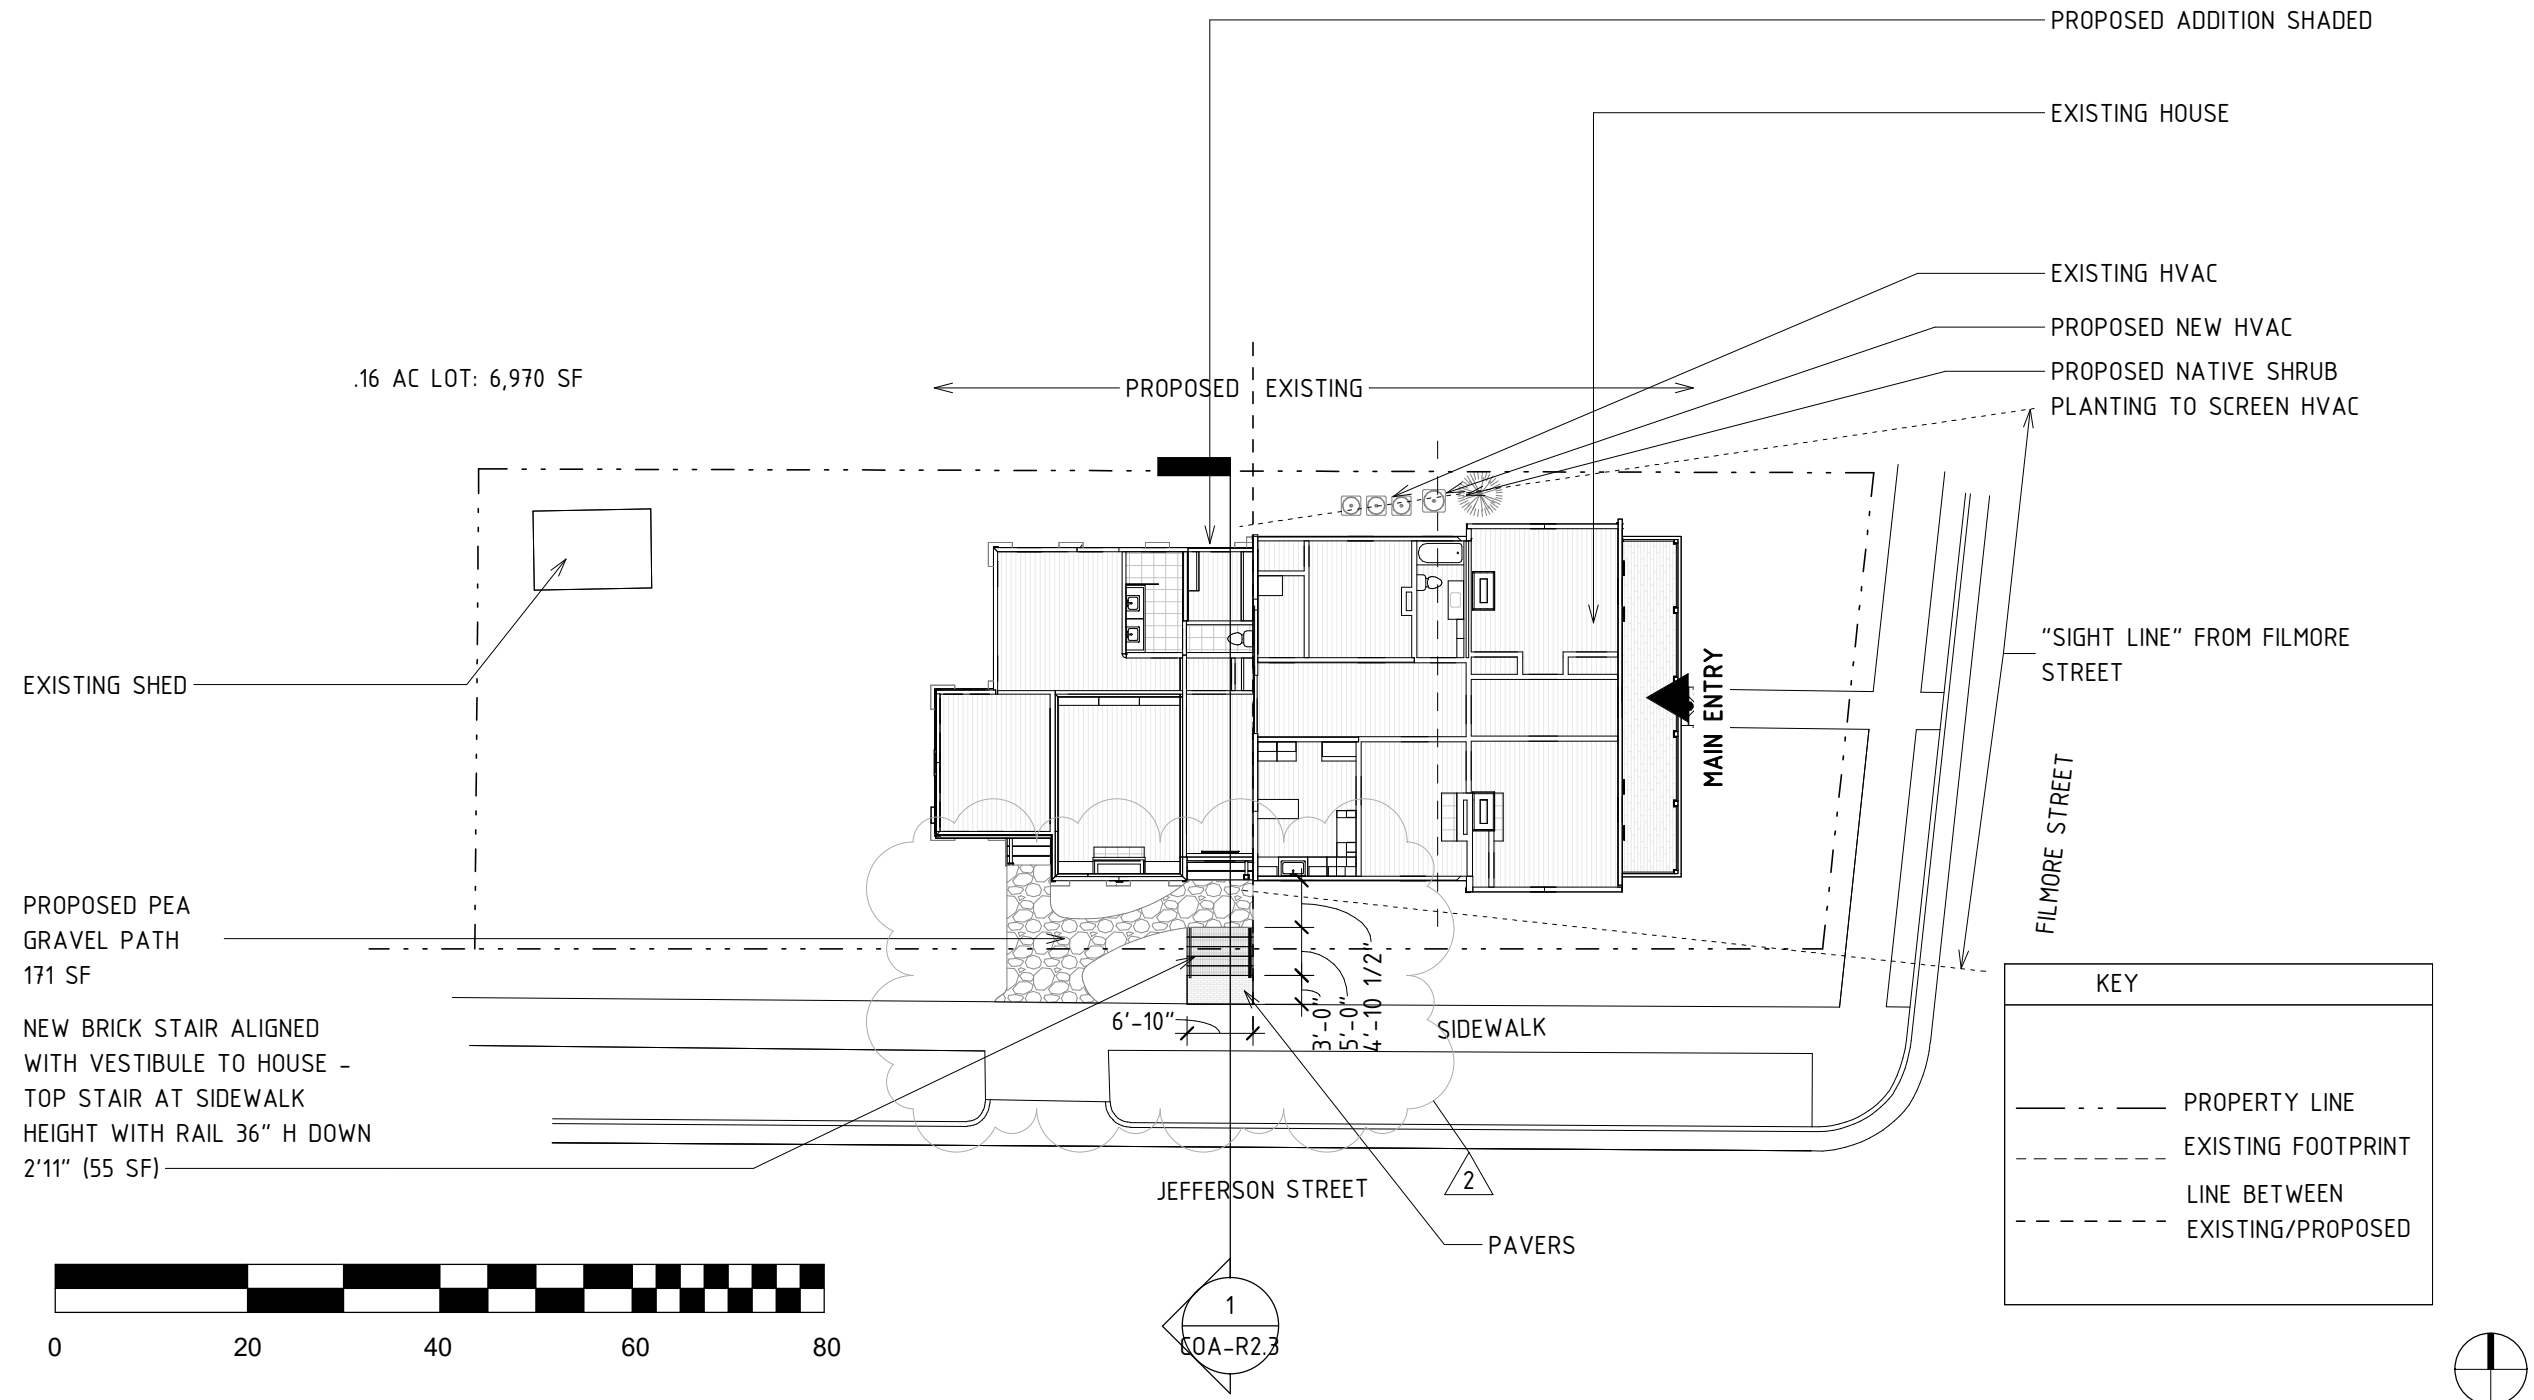 PROPOSED ADDITION SHADED
EXISTING HOUSE
EXISTING HVAC
PROPOSED NEW HVAC
PROPOSED NATIVE SHRUB
PLANTING TO SCREEN HVAC
.16 AC LOT: 6,970 SF
PROPOSED
EXISTING
"SIGHT LINE" FROM FILMORE
STREET
EXISTING SHED
MAIN ENTRY
FILMORE STREET
PROPOSED PEA
GRAVEL PATH
171 SF
NEW BRICK STAIR ALIGNED
WITH VESTIBULE TO HOUSE -
TOP STAIR AT SIDEWALK
HEIGHT WITH RAIL 36" H DOWN
2'11" (55 SF)
6'-10"
3'-0"
5'-0"
4'-10 1/2"
SIDEWALK
JEFFERSON STREET
2
PAVERS
KEY
PROPERTY LINE
EXISTING FOOTPRINT
LINE BETWEEN
EXISTING/PROPOSED
1
COA-R2.3
0 20 40 60 80